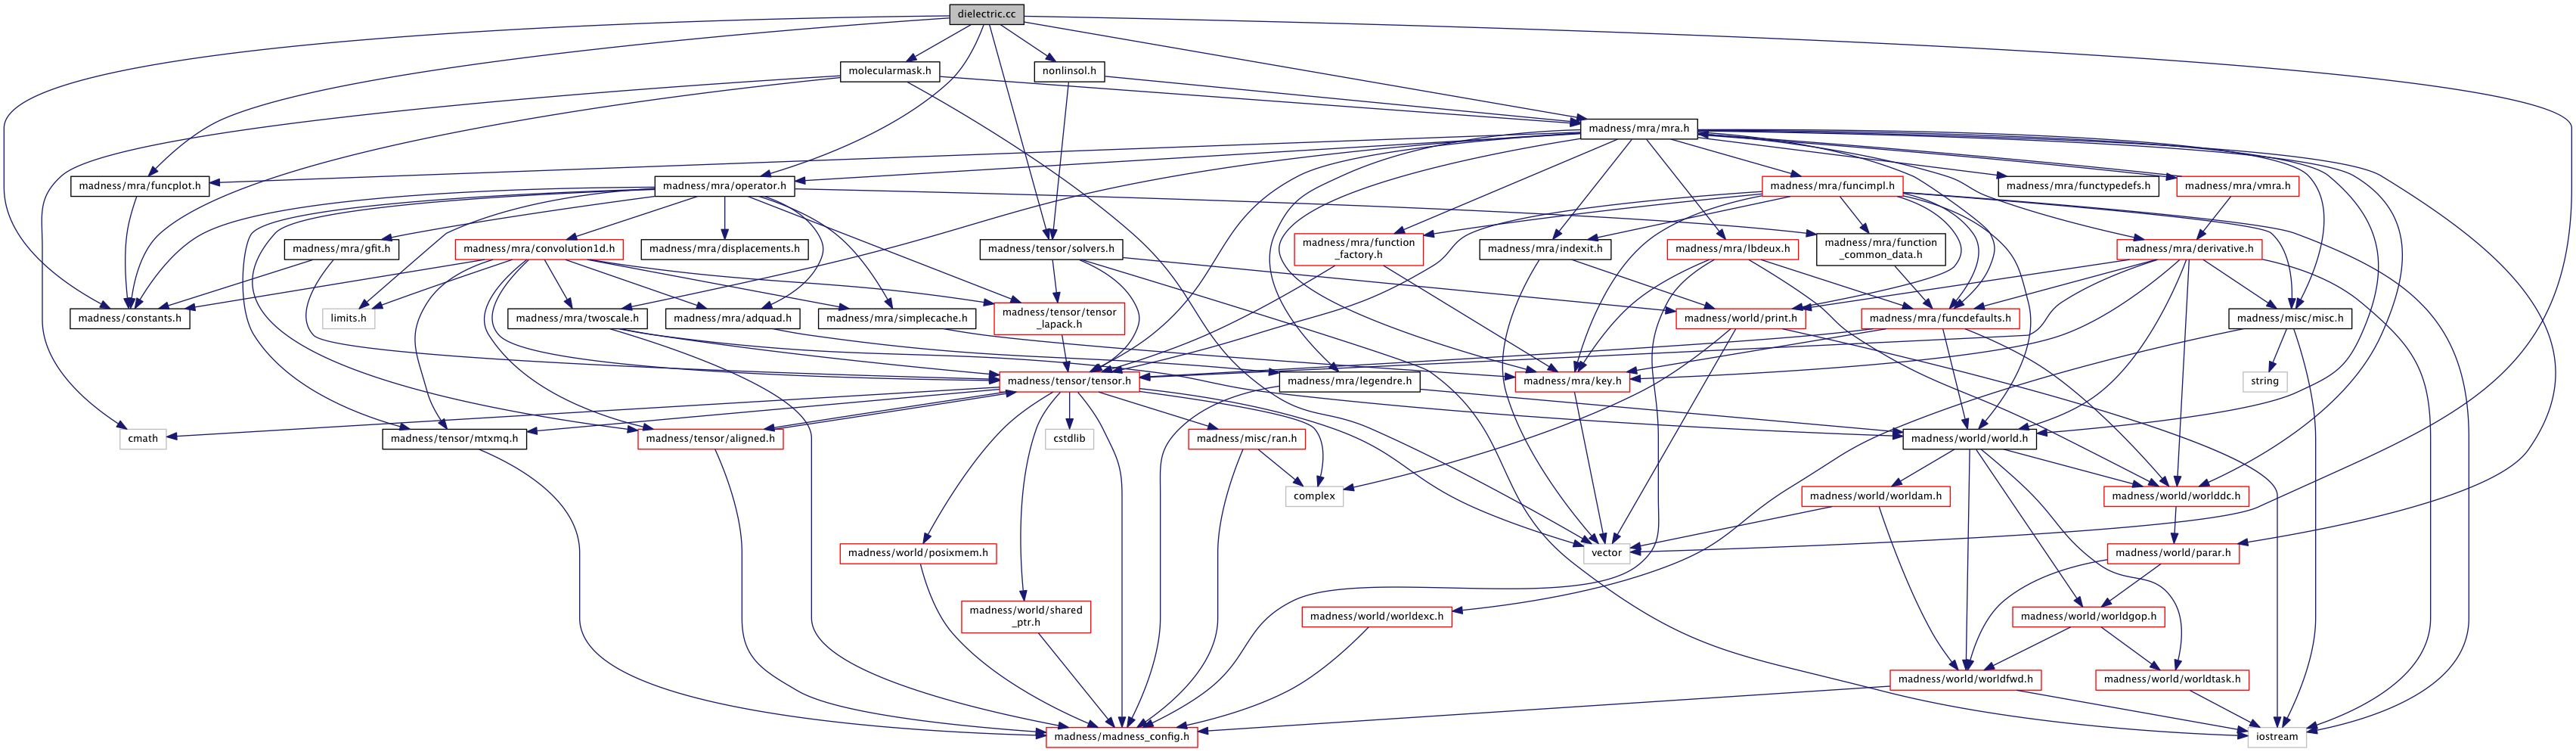 dielectric.cc
molecularmask.h
nonlinsol.h
madness/mra/mra.h
madness/mra/funcplot.h
madness/mra/operator.h
madness/mra/funcimpl.h
madness/mra/functypedefs.h
madness/mra/vmra.h
madness/mra/gfit.h
madness/mra/convolution1d.h
madness/mra/displacements.h
madness/tensor/solvers.h
madness/mra/function
_factory.h
madness/mra/indexit.h
madness/mra/lbdeux.h
madness/mra/function
_common_data.h
madness/mra/derivative.h
madness/constants.h
limits.h
madness/mra/twoscale.h
madness/mra/adquad.h
madness/mra/simplecache.h
madness/tensor/tensor
_lapack.h
madness/world/print.h
madness/mra/funcdefaults.h
madness/misc/misc.h
madness/tensor/tensor.h
madness/mra/legendre.h
madness/mra/key.h
string
cmath
madness/tensor/mtxmq.h
madness/tensor/aligned.h
cstdlib
madness/misc/ran.h
madness/world/world.h
complex
madness/world/worldam.h
madness/world/worlddc.h
madness/world/posixmem.h
vector
madness/world/parar.h
madness/world/shared
_ptr.h
madness/world/worldexc.h
madness/world/worldgop.h
madness/world/worldfwd.h
madness/world/worldtask.h
madness/madness_config.h
iostream